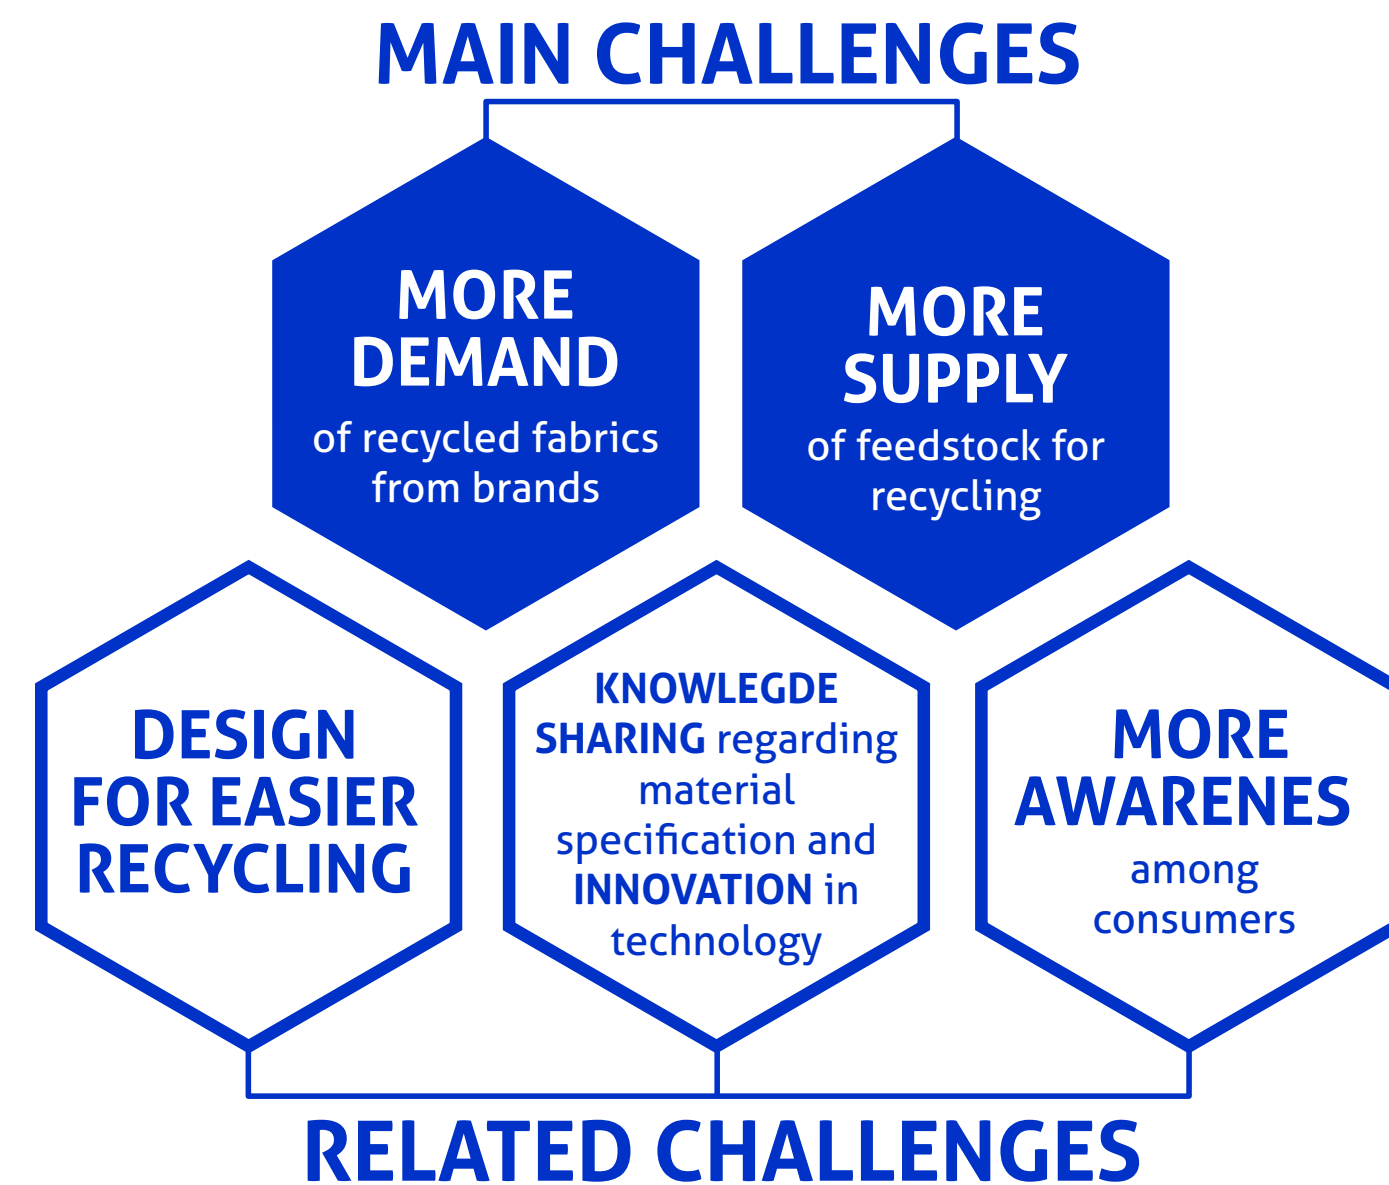 MAIN CHALLENGES
MORE
DEMAND
of recycled fabrics
from brands
MORE
SUPPLY
of feedstock for
recycling
DESIGN
FOR EASIER
RECYCLING
KNOWLEGDE
SHARING regarding
material
specification and
INNOVATION in
technology
MORE
AWARENES
among
consumers
RELATED CHALLENGES